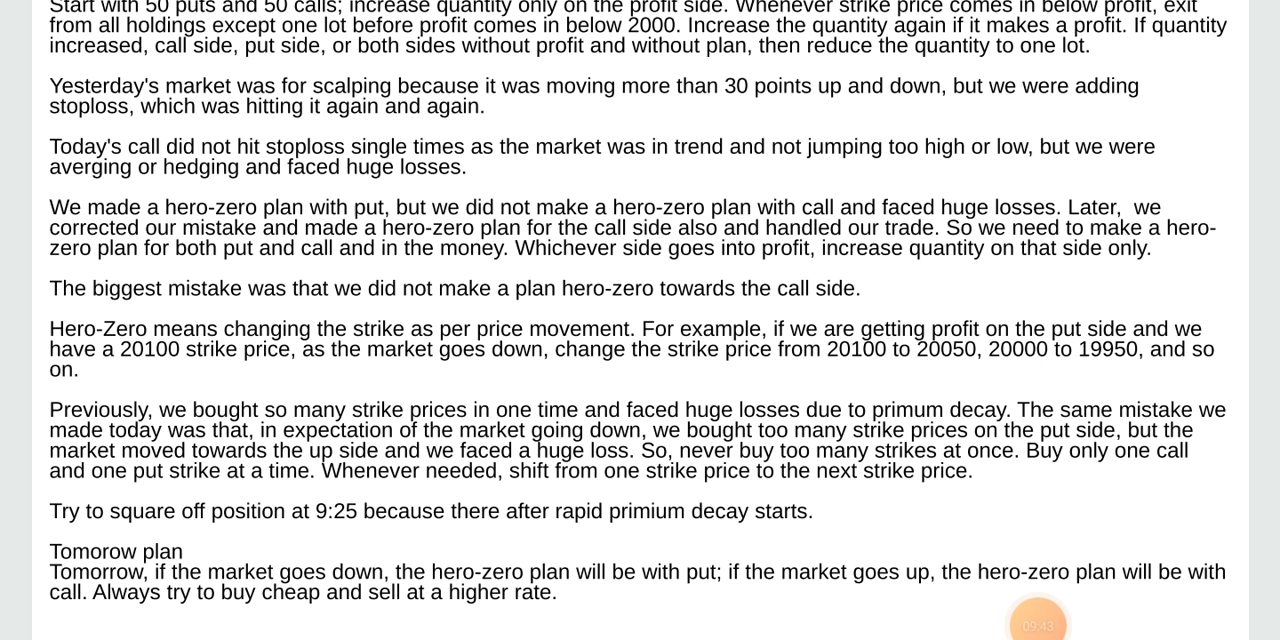 Start with 50 puts and 50 calls; increase quantity only on the profit side. Whenever strike price comes in below profit, exit
from all holdings except one lot before profit comes in below 2000. Increase the quantity again if it makes a profit. If quantity
increased, call side, put side, or both sides without profit and without plan, then reduce the quantity to one lot.
Yesterday's market was for scalping because it was moving more than 30 points up and down, but we were adding
stoploss, which was hitting it again and again.
Today's call did not hit stoploss single times as the market was in trend and not jumping too high or low, but we were
averging or hedging and faced huge losses.
We made a hero-zero plan with put, but we did not make a hero-zero plan with call and faced huge losses. Later,  we
corrected our mistake and made a hero-zero plan for the call side also and handled our trade. So we need to make a hero-
zero plan for both put and call and in the money. Whichever side goes into profit, increase quantity on that side only.
The biggest mistake was that we did not make a plan hero-zero towards the call side.
Hero-Zero means changing the strike as per price movement. For example, if we are getting profit on the put side and we
have a 20100 strike price, as the market goes down, change the strike price from 20100 to 20050, 20000 to 19950, and so
on.
Previously, we bought so many strike prices in one time and faced huge losses due to primum decay. The same mistake we
made today was that, in expectation of the market going down, we bought too many strike prices on the put side, but the
market moved towards the up side and we faced a huge loss. So, never buy too many strikes at once. Buy only one call
and one put strike at a time. Whenever needed, shift from one strike price to the next strike price.
Try to square off position at 9:25 because there after rapid primium decay starts.
Tomorow plan
Tomorrow, if the market goes down, the hero-zero plan will be with put; if the market goes up, the hero-zero plan will be with
call. Always try to buy cheap and sell at a higher rate.
09:43